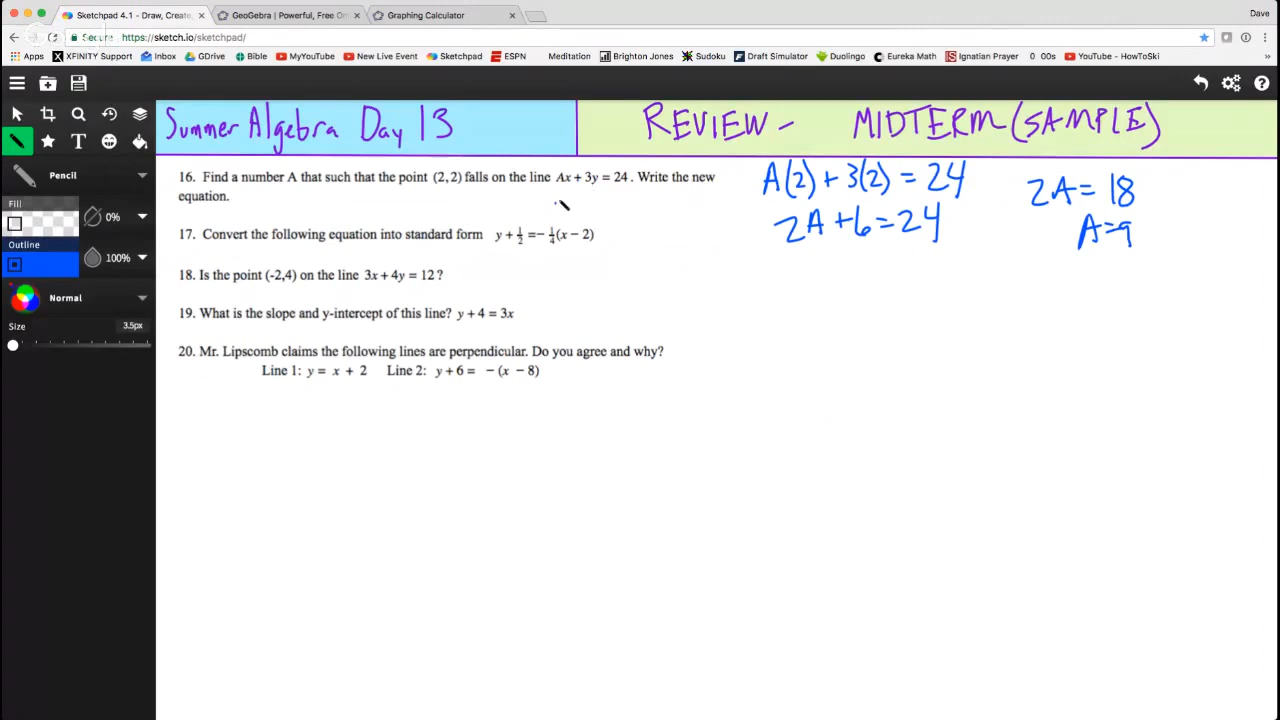 Sketchpad 4.1 - Draw, Create,
GeoGebra | Powerful, Free On
Graphing Calculator
Dave
Secure https://sketch.io/sketchpad/
Apps XFINITY Support Inbox GDrive Bible MyYouTube New Live Event Sketchpad ESPN Meditation Brighton Jones Sudoku Draft Simulator Duolingo Eureka Math Ignatian Prayer 0 00s YouTube - HowToSki »
Summer Algebra Day 13
REVIEW - MIDTERM (SAMPLE)
Pencil
Fill
0%
Outline
100%
Normal
Size 3.5px
16. Find a number A that such that the point (2,2) falls on the line Ax + 3y = 24. Write the new
equation.
17. Convert the following equation into standard form y + 1/2 = - 1/4 (x - 2)
18. Is the point (-2,4) on the line 3x + 4y = 12?
19. What is the slope and y-intercept of this line? y + 4 = 3x
20. Mr. Lipscomb claims the following lines are perpendicular. Do you agree and why?
Line 1: y = x + 2 Line 2: y + 6 = - (x - 8)
A(2) + 3(2) = 24
2A + 6 = 24
2A = 18
A = 9